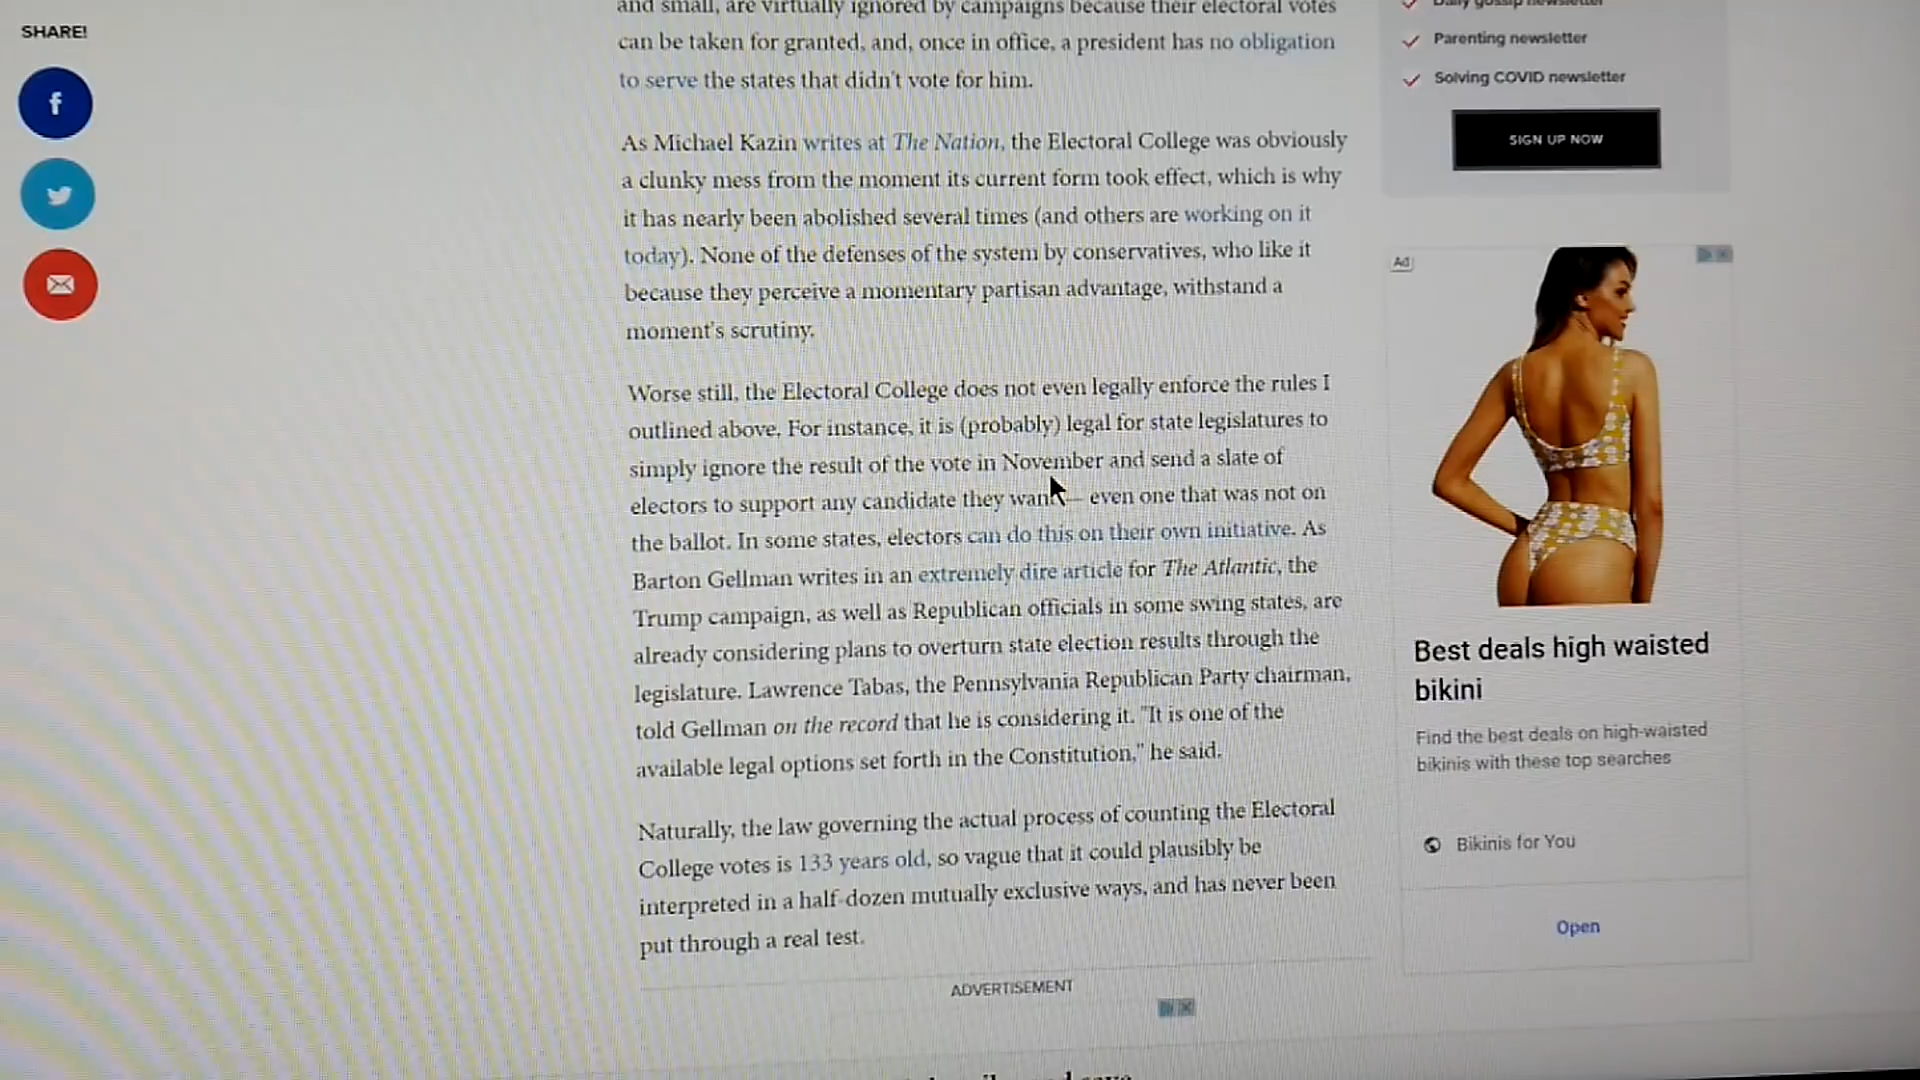 SHARE!
and small, are virtually ignored by campaigns because their electoral votes
can be taken for granted, and, once in office, a president has no obligation
to serve the states that didn't vote for him.
As Michael Kazin writes at The Nation, the Electoral College was obviously
a clunky mess from the moment its current form took effect, which is why
it has nearly been abolished several times (and others are working on it
today). None of the defenses of the system by conservatives, who like it
because they perceive a momentary partisan advantage, withstand a
moment's scrutiny.
Worse still, the Electoral College does not even legally enforce the rules I
outlined above. For instance, it is (probably) legal for state legislatures to
simply ignore the result of the vote in November and send a slate of
electors to support any candidate they want — even one that was not on
the ballot. In some states, electors can do this on their own initiative. As
Barton Gellman writes in an extremely dire article for The Atlantic, the
Trump campaign, as well as Republican officials in some swing states, are
already considering plans to overturn state election results through the
legislature. Lawrence Tabas, the Pennsylvania Republican Party chairman,
told Gellman on the record that he is considering it. "It is one of the
available legal options set forth in the Constitution," he said.
Naturally, the law governing the actual process of counting the Electoral
College votes is 133 years old, so vague that it could plausibly be
interpreted in a half-dozen mutually exclusive ways, and has never been
put through a real test.
ADVERTISEMENT
Daily gossip newsletter
Parenting newsletter
Solving COVID newsletter
SIGN UP NOW
Ad
Best deals high waisted
bikini
Find the best deals on high-waisted
bikinis with these top searches
Bikinis for You
Open